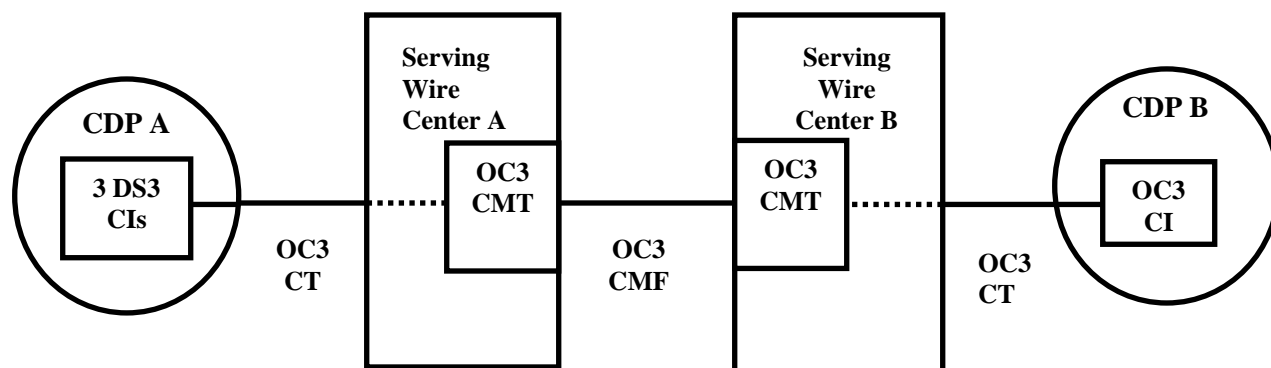 CDP A
3 DS3
CIs
OC3
CT
Serving
Wire
Center A
OC3
CMT
OC3
CMF
Serving
Wire
Center B
OC3
CMT
OC3
CT
CDP B
OC3
CI